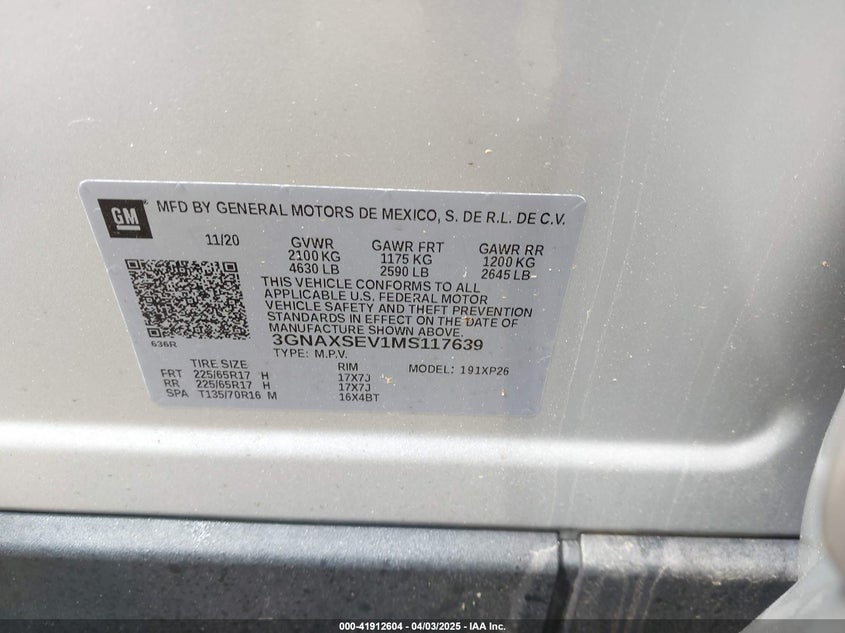 GM
MFD BY GENERAL MOTORS DE MEXICO, S. DE R.L. DE C.V.
11/20 GVWR GAWR FRT GAWR RR
2100 KG 1175 KG 1200 KG
4630 LB 2590 LB 2645 LB
THIS VEHICLE CONFORMS TO ALL
APPLICABLE U.S. FEDERAL MOTOR
VEHICLE SAFETY AND THEFT PREVENTION
STANDARDS IN EFFECT ON THE DATE OF
MANUFACTURE SHOWN ABOVE.
636R
3GNAXSEV1MS117639
TYPE: M.P.V.
TIRE SIZE RIM MODEL: 191XP26
FRT 225/65R17 H 17X7J
RR 225/65R17 H 17X7J
SPA T135/70R16 M 16X4BT
000-41912604 - 04/03/2025 - IAA Inc.